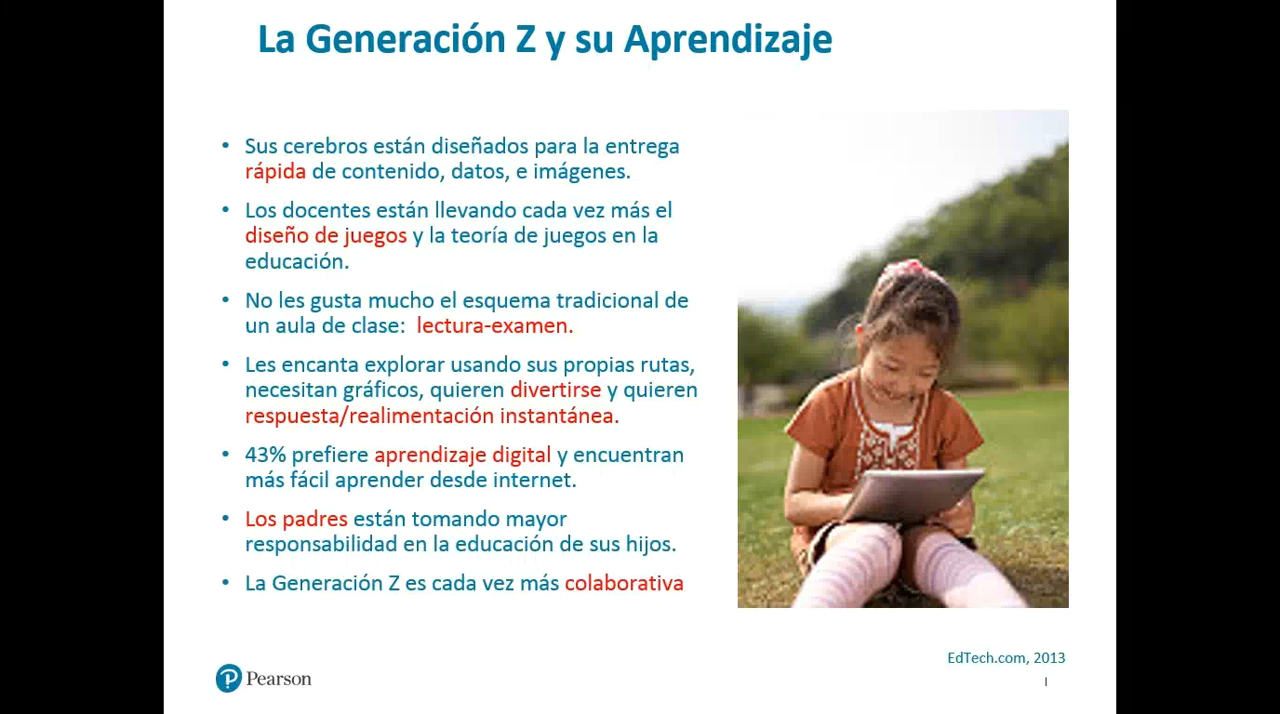 La Generación Z y su Aprendizaje
• Sus cerebros están diseñados para la entrega
rápida de contenido, datos, e imágenes.
• Los docentes están llevando cada vez más el
diseño de juegos y la teoría de juegos en la
educación.
• No les gusta mucho el esquema tradicional de
un aula de clase: lectura-examen.
• Les encanta explorar usando sus propias rutas,
necesitan gráficos, quieren divertirse y quieren
respuesta/realimentación instantánea.
• 43% prefiere aprendizaje digital y encuentran
más fácil aprender desde internet.
• Los padres están tomando mayor
responsabilidad en la educación de sus hijos.
• La Generación Z es cada vez más colaborativa
EdTech.com, 2013
Pearson